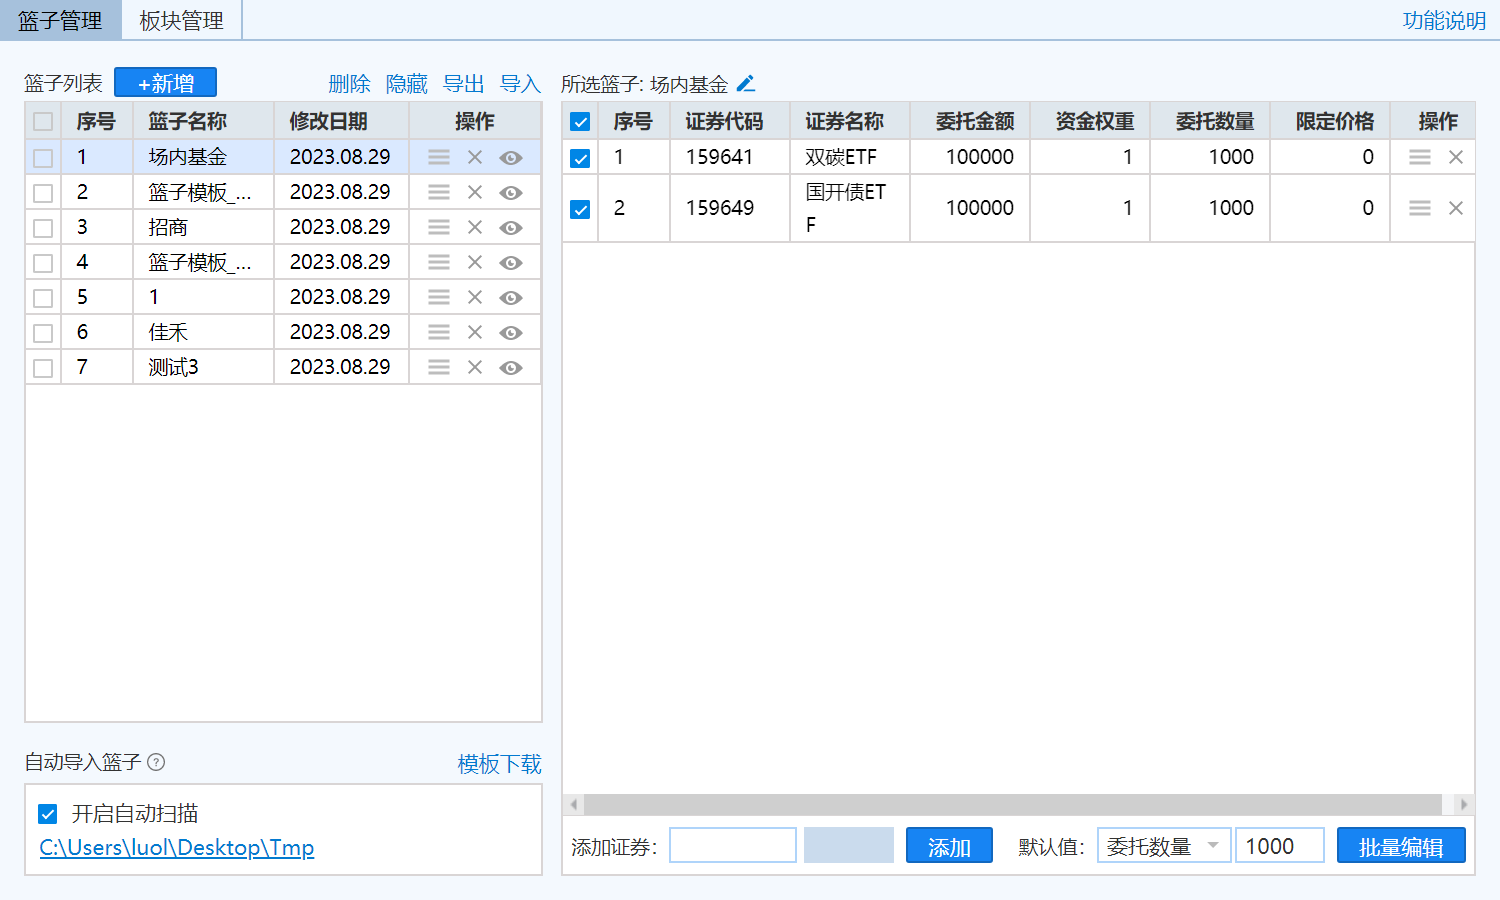 篮子管理 板块管理 功能说明
篮子列表 +新增 删除 隐藏 导出 导入 所选篮子: 场内基金
序号 篮子名称 修改日期 操作
1 场内基金 2023.08.29
2 篮子模板_... 2023.08.29
3 招商 2023.08.29
4 篮子模板_... 2023.08.29
5 1 2023.08.29
6 佳禾 2023.08.29
7 测试3 2023.08.29
序号 证券代码 证券名称 委托金额 资金权重 委托数量 限定价格 操作
1 159641 双碳ETF 100000 1 1000 0
2 159649 国开债ET 100000 1 1000 0
F
自动导入篮子 ? 模板下载
开启自动扫描
C:\Users\luol\Desktop\Tmp
添加证券: 添加 默认值: 委托数量 1000 批量编辑